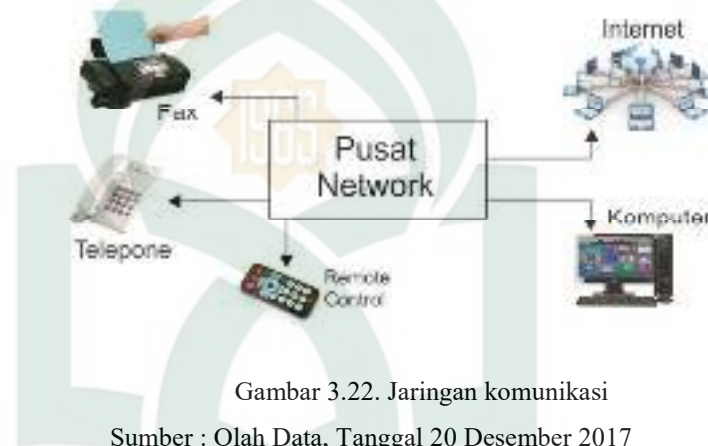 Internet
Fax
1965
Pusat
Network
Komputer
Telepone
Remote
Control
Gambar 3.22. Jaringan komunikasi
Sumber : Olah Data, Tanggal 20 Desember 2017